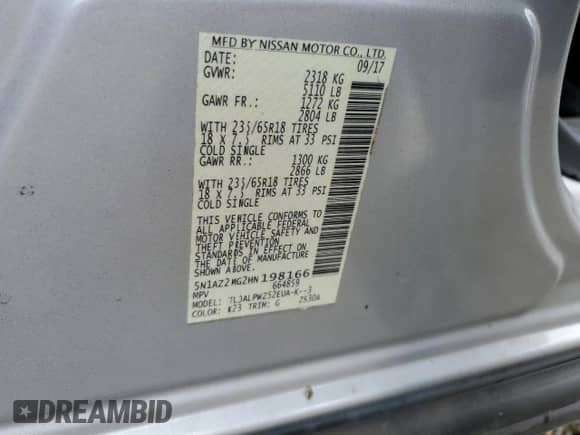 MFD BY NISSAN MOTOR CO., LTD.
DATE: 09/17
GVWR: 2318 KG
5110 LB
GAWR FR.: 1272 KG
2804 LB
WITH 235/65R18 TIRES
18 X 7.5 RIMS AT 33 PSI
COLD SINGLE
GAWR RR.: 1300 KG
2866 LB
WITH 235/65R18 TIRES
18 X 7.5 RIMS AT 33 PSI
COLD SINGLE
THIS VEHICLE CONFORMS TO
ALL APPLICABLE FEDERAL
MOTOR VEHICLE SAFETY AND
THEFT PREVENTION
STANDARDS IN EFFECT ON
THE DATE OF MANUFACTURE
SHOWN ABOVE.
5N1AZ2MG2HN198166
664859
MPV
MODEL: TLJALPWZ52EUA-K--3
COLOR: K23 TRIM: G 2S30A
DREAMBID